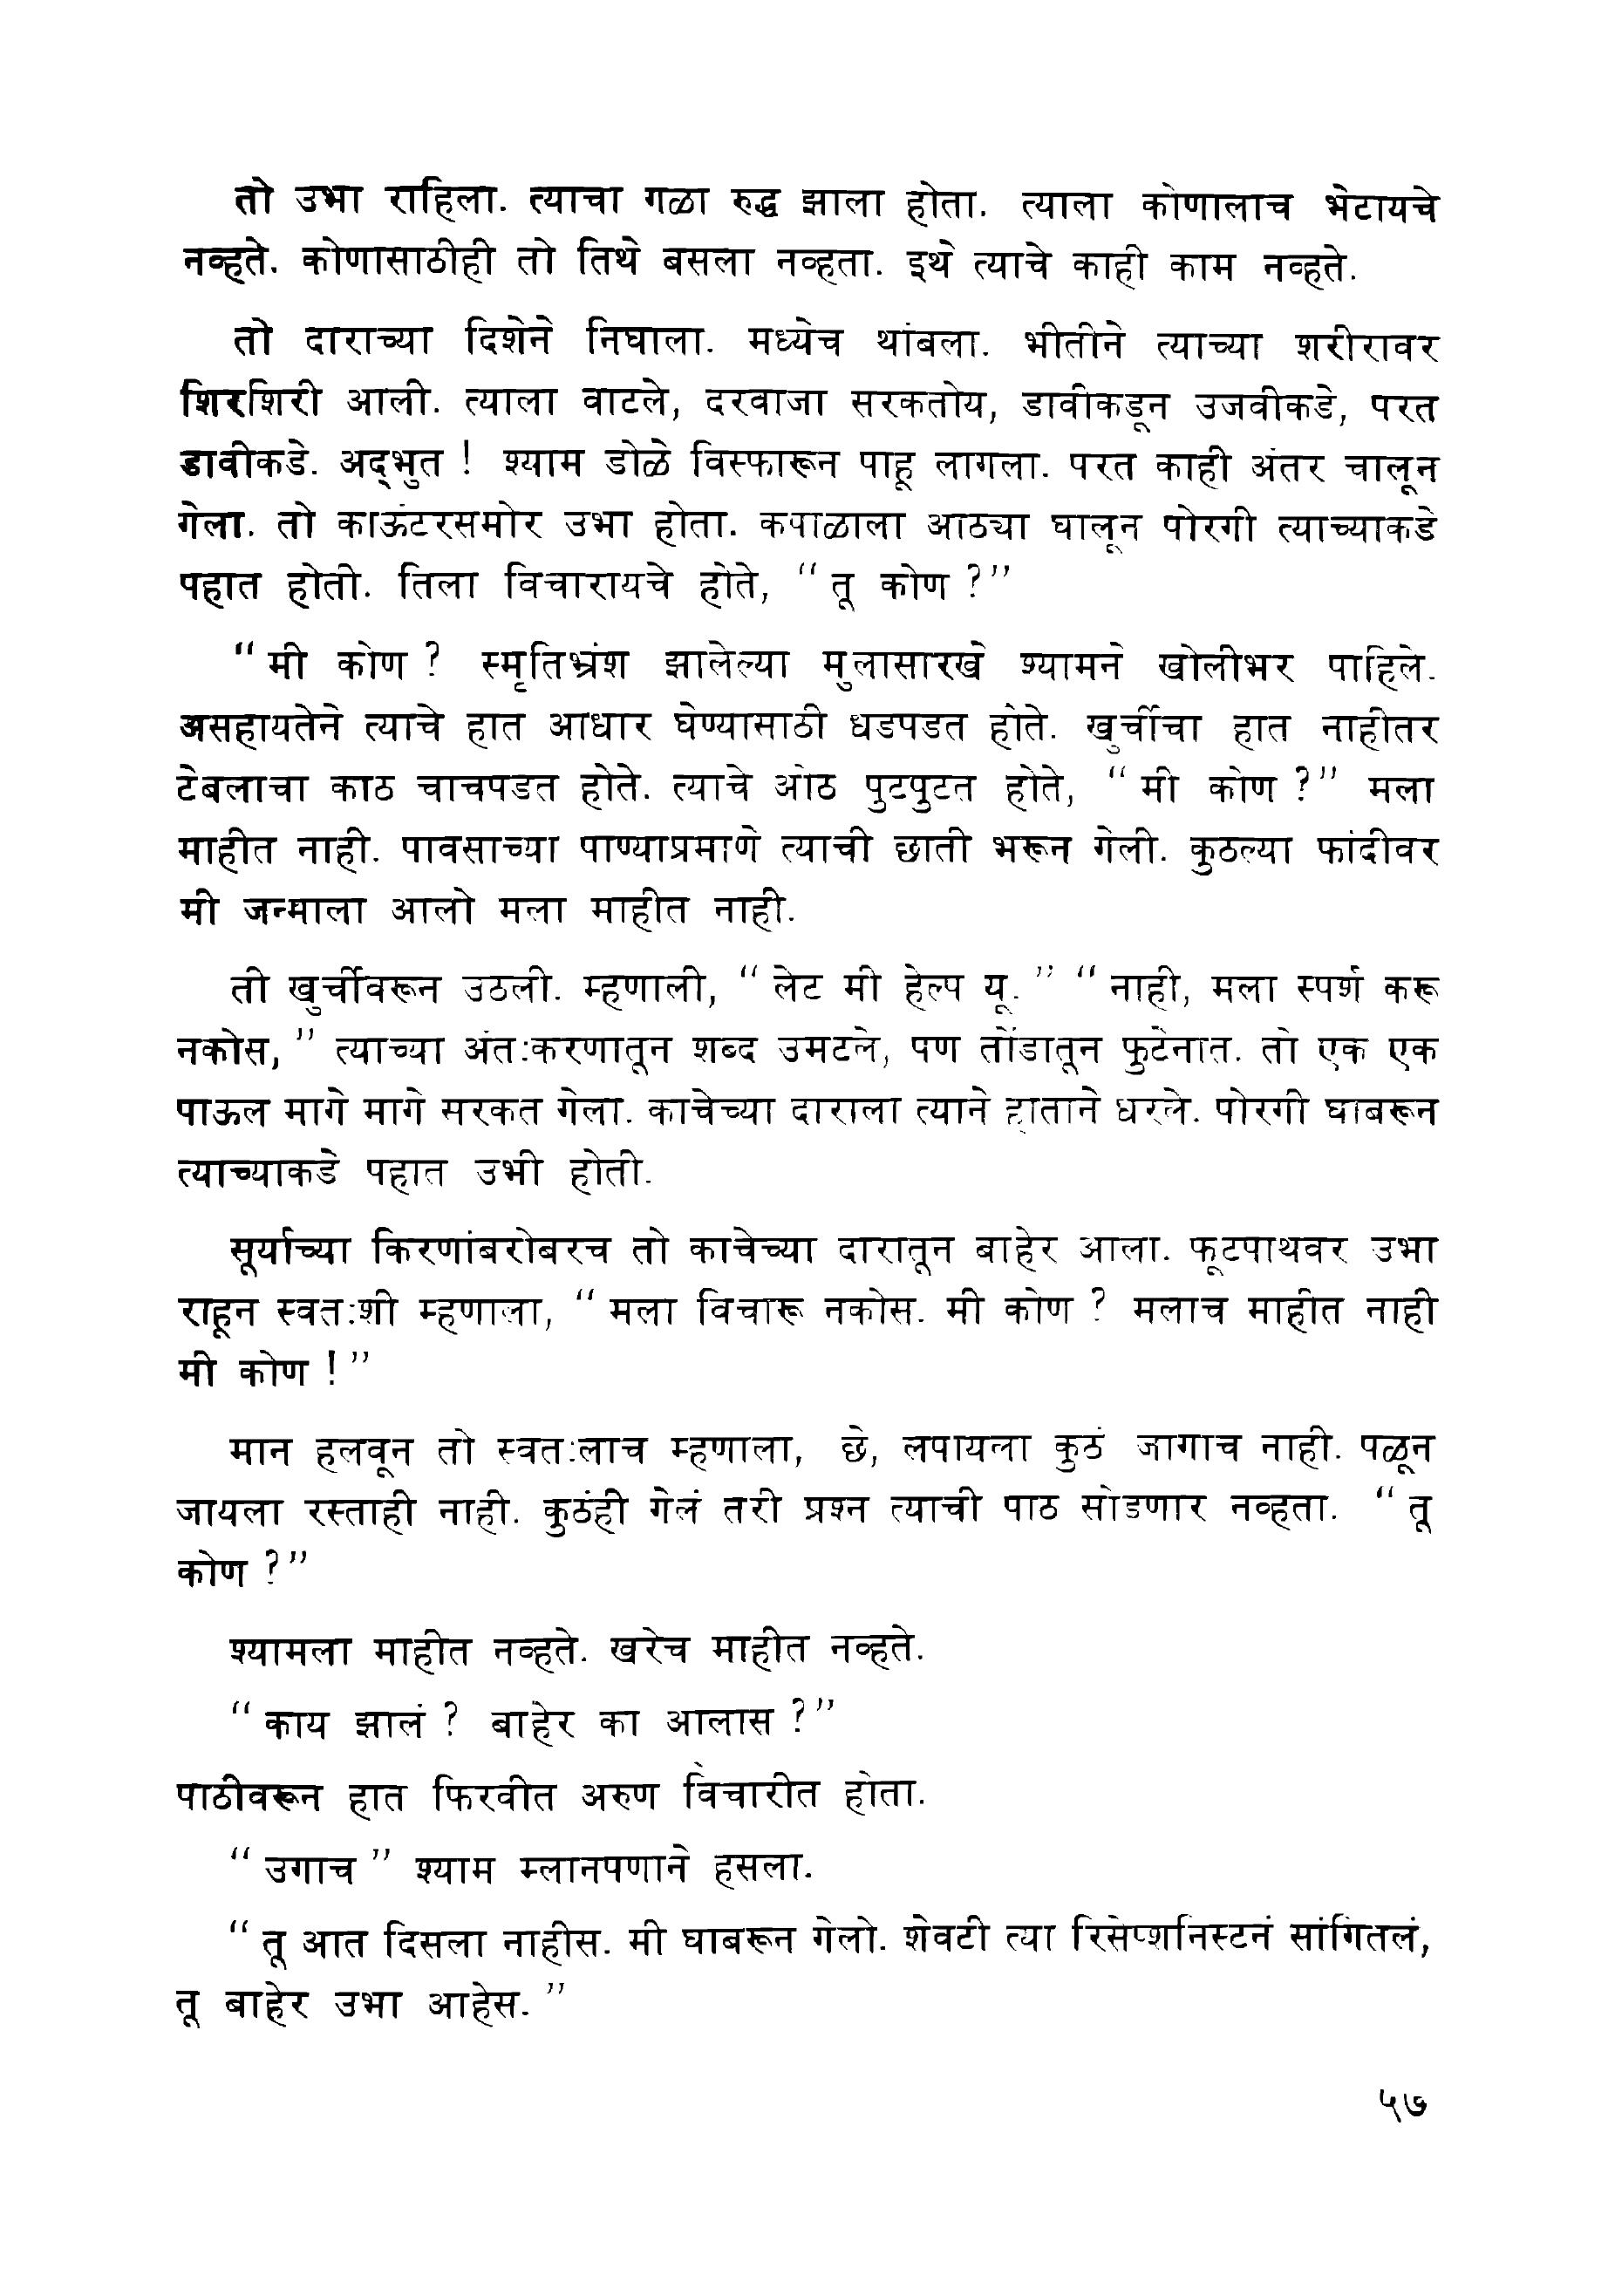 तो उभा राहिला. त्याचा गळा रुद्ध झाला होता. त्याला कोणालाच भेटायचे
नव्हते. कोणासाठीही तो तिथे बसला नव्हता. इथे त्याचे काही काम नव्हते.
तो दाराच्या दिशेने निघाला. मध्येच थांबला. भीतीने त्याच्या शरीरावर
शिरशिरी आली. त्याला वाटले, दरवाजा सरकतोय, डावीकडून उजवीकडे, परत
डावीकडे. अद्‌भुत ! श्याम डोळे विस्फारून पाहू लागला. परत काही अंतर चालून
गेला. तो काऊंटरसमोर उभा होता. कपाळाला आठ्या घालून पोरगी त्याच्याकडे
पहात होती. तिला विचारायचे होते, “ तू कोण ?”
“ मी कोण ? स्मृतिभ्रंश झालेल्या मुलासारखे श्यामने खोलीभर पाहिले.
असहायतेने त्याचे हात आधार घेण्यासाठी धडपडत होते. खुर्चीचा हात नाहीतर
टेबलाचा काठ चाचपडत होते. त्याचे ओठ पुटपुटत होते, “ मी कोण ?” मला
माहीत नाही. पावसाच्या पाण्याप्रमाणे त्याची छाती भरून गेली. कुठल्या फांदीवर
मी जन्माला आलो मला माहीत नाही.
ती खुर्चीवरून उठली. म्हणाली, “ लेट मी हेल्प यू. ” “ नाही, मला स्पर्श करू
नकोस, ” त्याच्या अंतःकरणातून शब्द उमटले, पण तोंडातून फुटेनात. तो एक एक
पाऊल मागे मागे सरकत गेला. काचेच्या दाराला त्याने हाताने धरले. पोरगी घाबरून
त्याच्याकडे पहात उभी होती.
सूर्याच्या किरणांबरोबरच तो काचेच्या दारातून बाहेर आला. फूटपाथवर उभा
राहून स्वतःशी म्हणाला, “ मला विचारू नकोस. मी कोण ? मलाच माहीत नाही
मी कोण ! ”
मान हलवून तो स्वतःलाच म्हणाला, छे, लपायला कुठं जागाच नाही. पळून
जायला रस्ताही नाही. कुठंही गेलं तरी प्रश्न त्याची पाठ सोडणार नव्हता. “ तू
कोण ?”
श्यामला माहीत नव्हते. खरेच माहीत नव्हते.
“ काय झालं ? बाहेर का आलास ?”
पाठीवरून हात फिरवीत अरुण विचारीत होता.
“ उगाच ” श्याम म्लानपणाने हसला.
“ तू आत दिसला नाहीस. मी घाबरून गेलो. शेवटी त्या रिसेप्शनिस्टनं सांगितलं,
तू बाहेर उभा आहेस. ”
५७